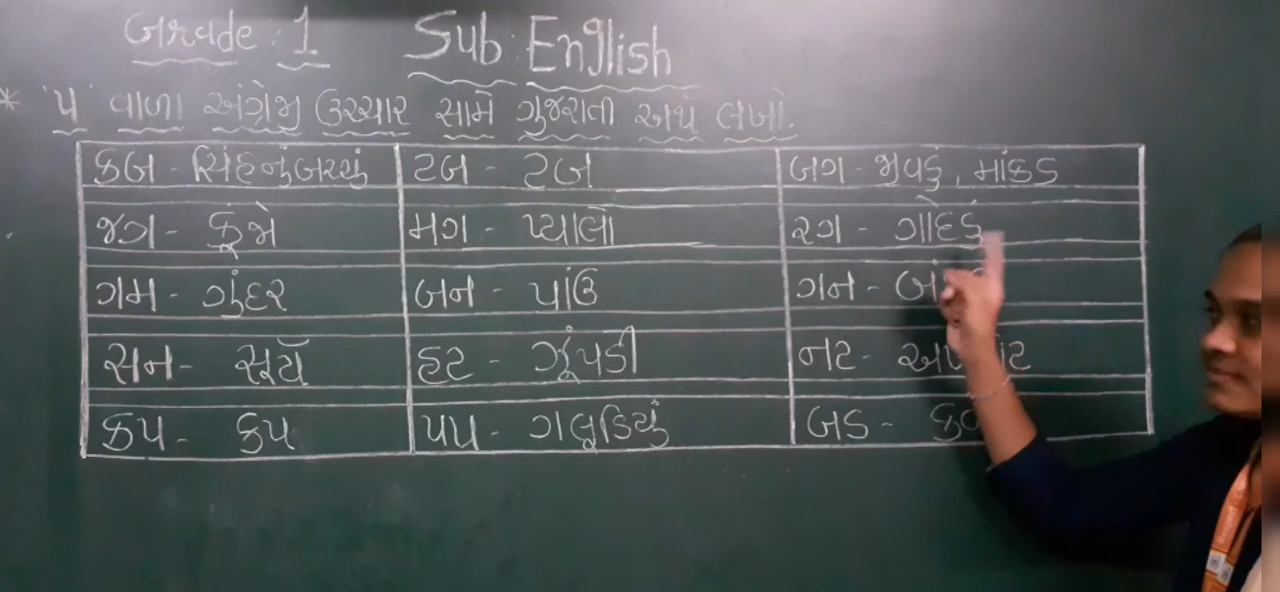 Grade : 1 Sub : English
* 'પ' વાળા અંગ્રેજી ઉચ્ચાર સામે ગુજરાતી અર્થ લખો.
કબ - સિંહનું બચ્ચું ટબ - ટબ બગ - જીવડું, માંકડ
જગ - કૂંજો મગ - પ્યાલો રગ - ગોદડું
ગમ - ગુંદર બન - પાંઉ ગન -
સન - સૂર્ય હટ - ઝૂંપડી નટ -
કપ - કપ પપ - ગલુડિયું બડ -